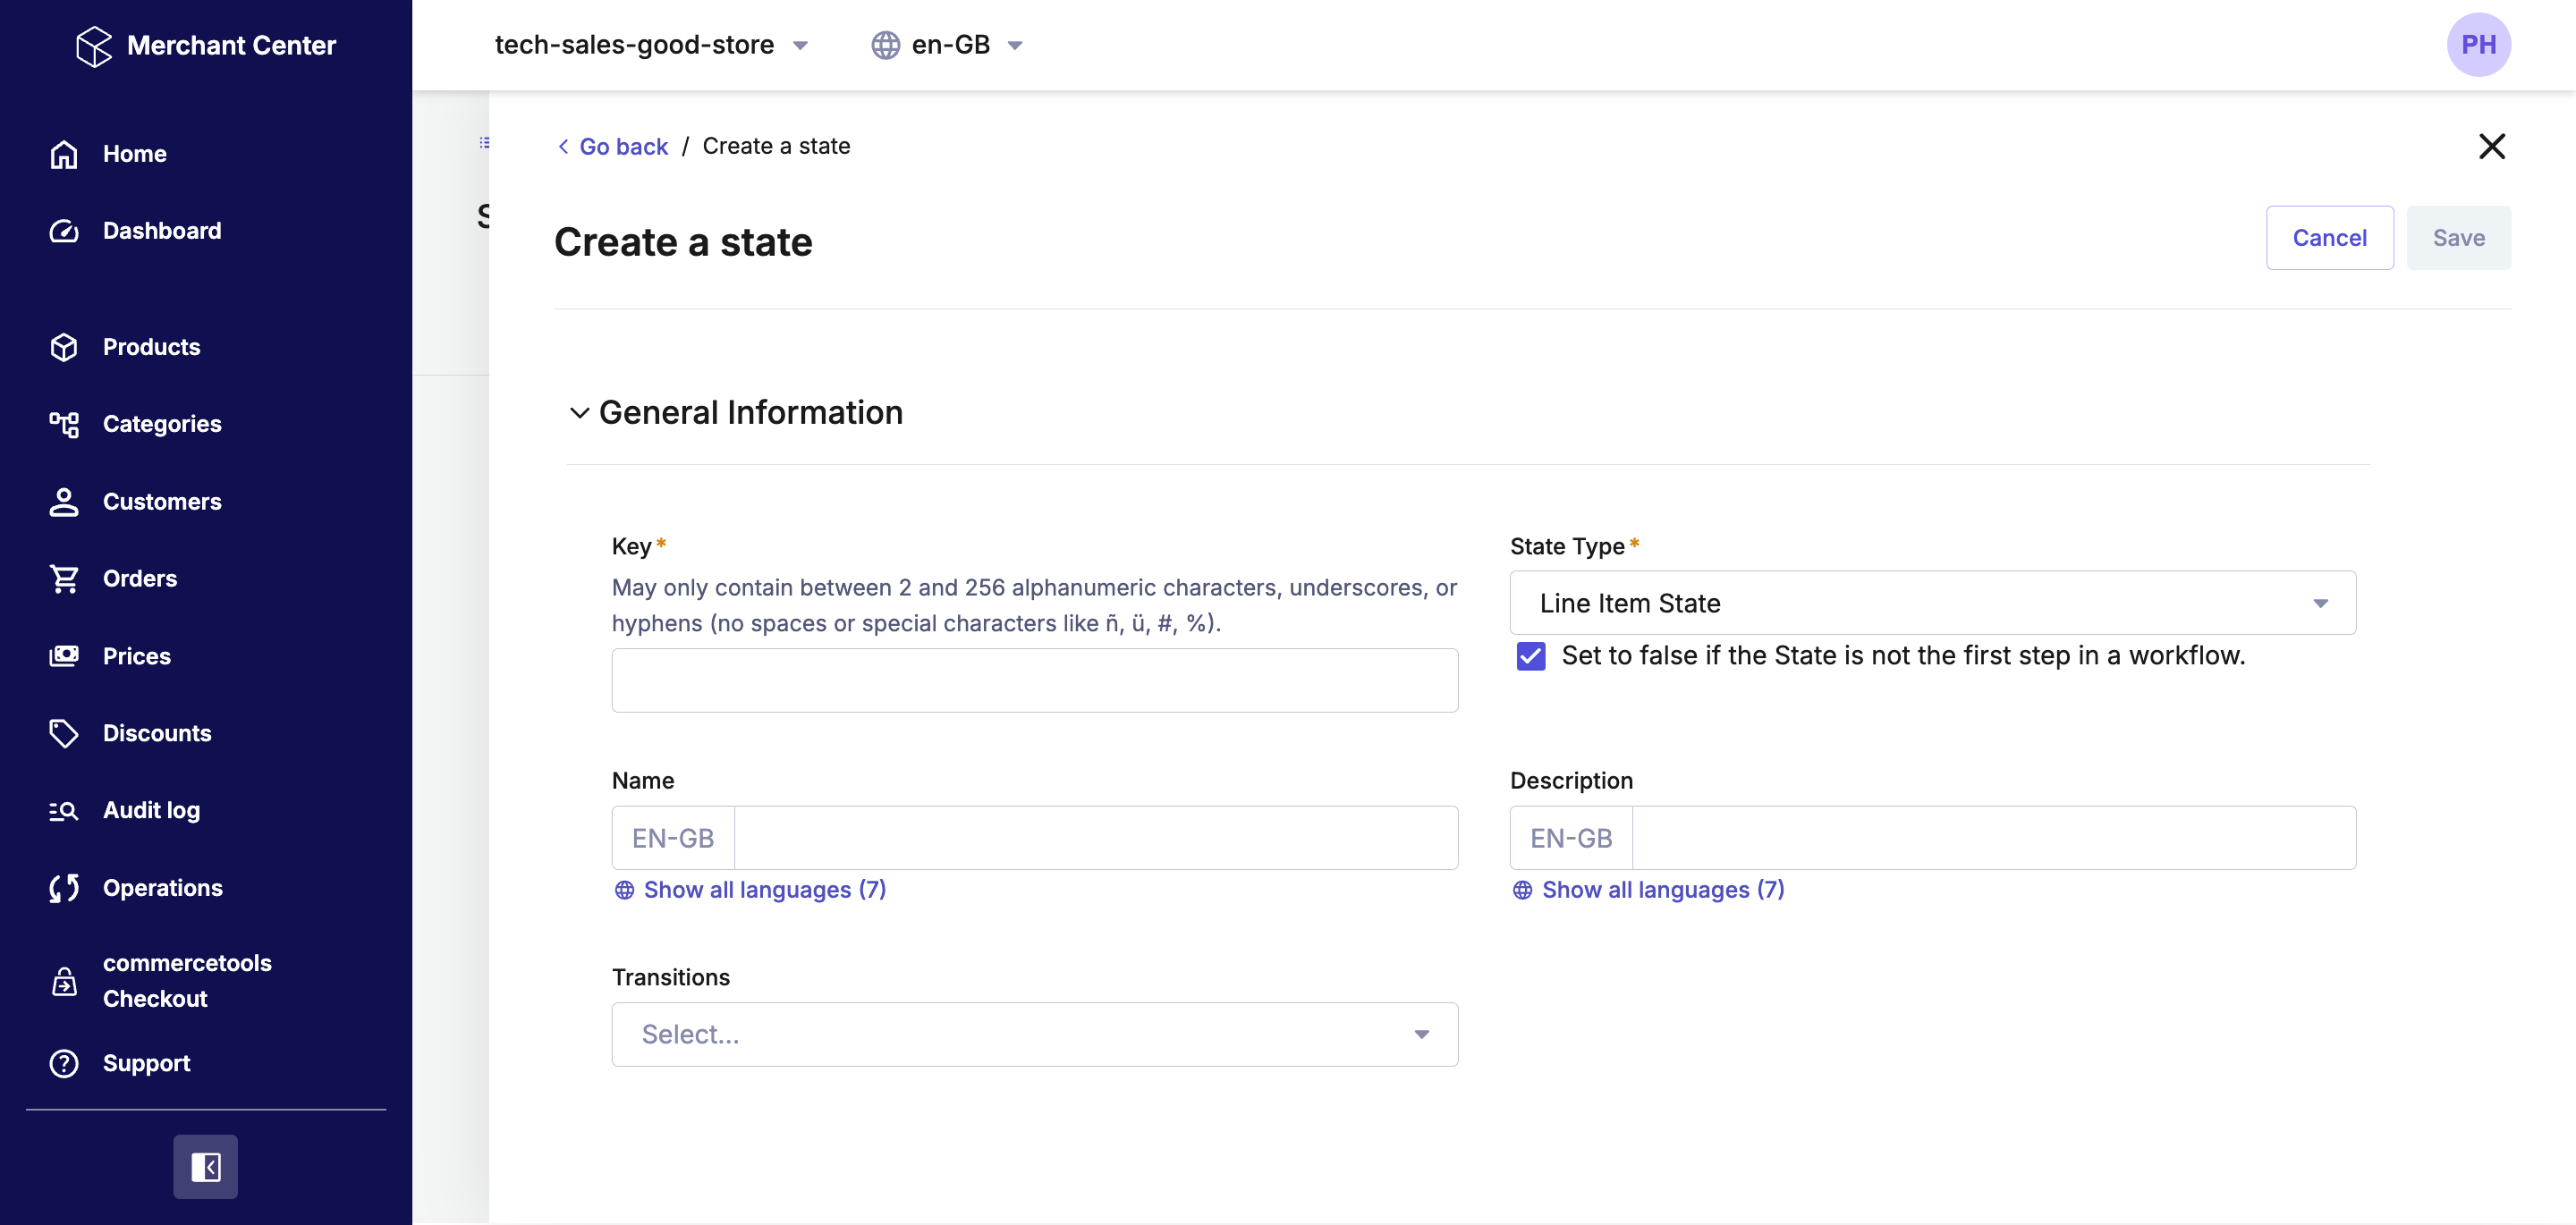 Merchant Center
tech-sales-good-store
en-GB
PH
Home
Dashboard
Products
Categories
Customers
Orders
Prices
Discounts
Audit log
Operations
commercetools
Checkout
Support
Go back / Create a state
Create a state
Cancel
Save
General Information
Key*
May only contain between 2 and 256 alphanumeric characters, underscores, or
hyphens (no spaces or special characters like ñ, ü, #, %).
State Type*
Line Item State
Set to false if the State is not the first step in a workflow.
Name
EN-GB
Show all languages (7)
Description
EN-GB
Show all languages (7)
Transitions
Select...